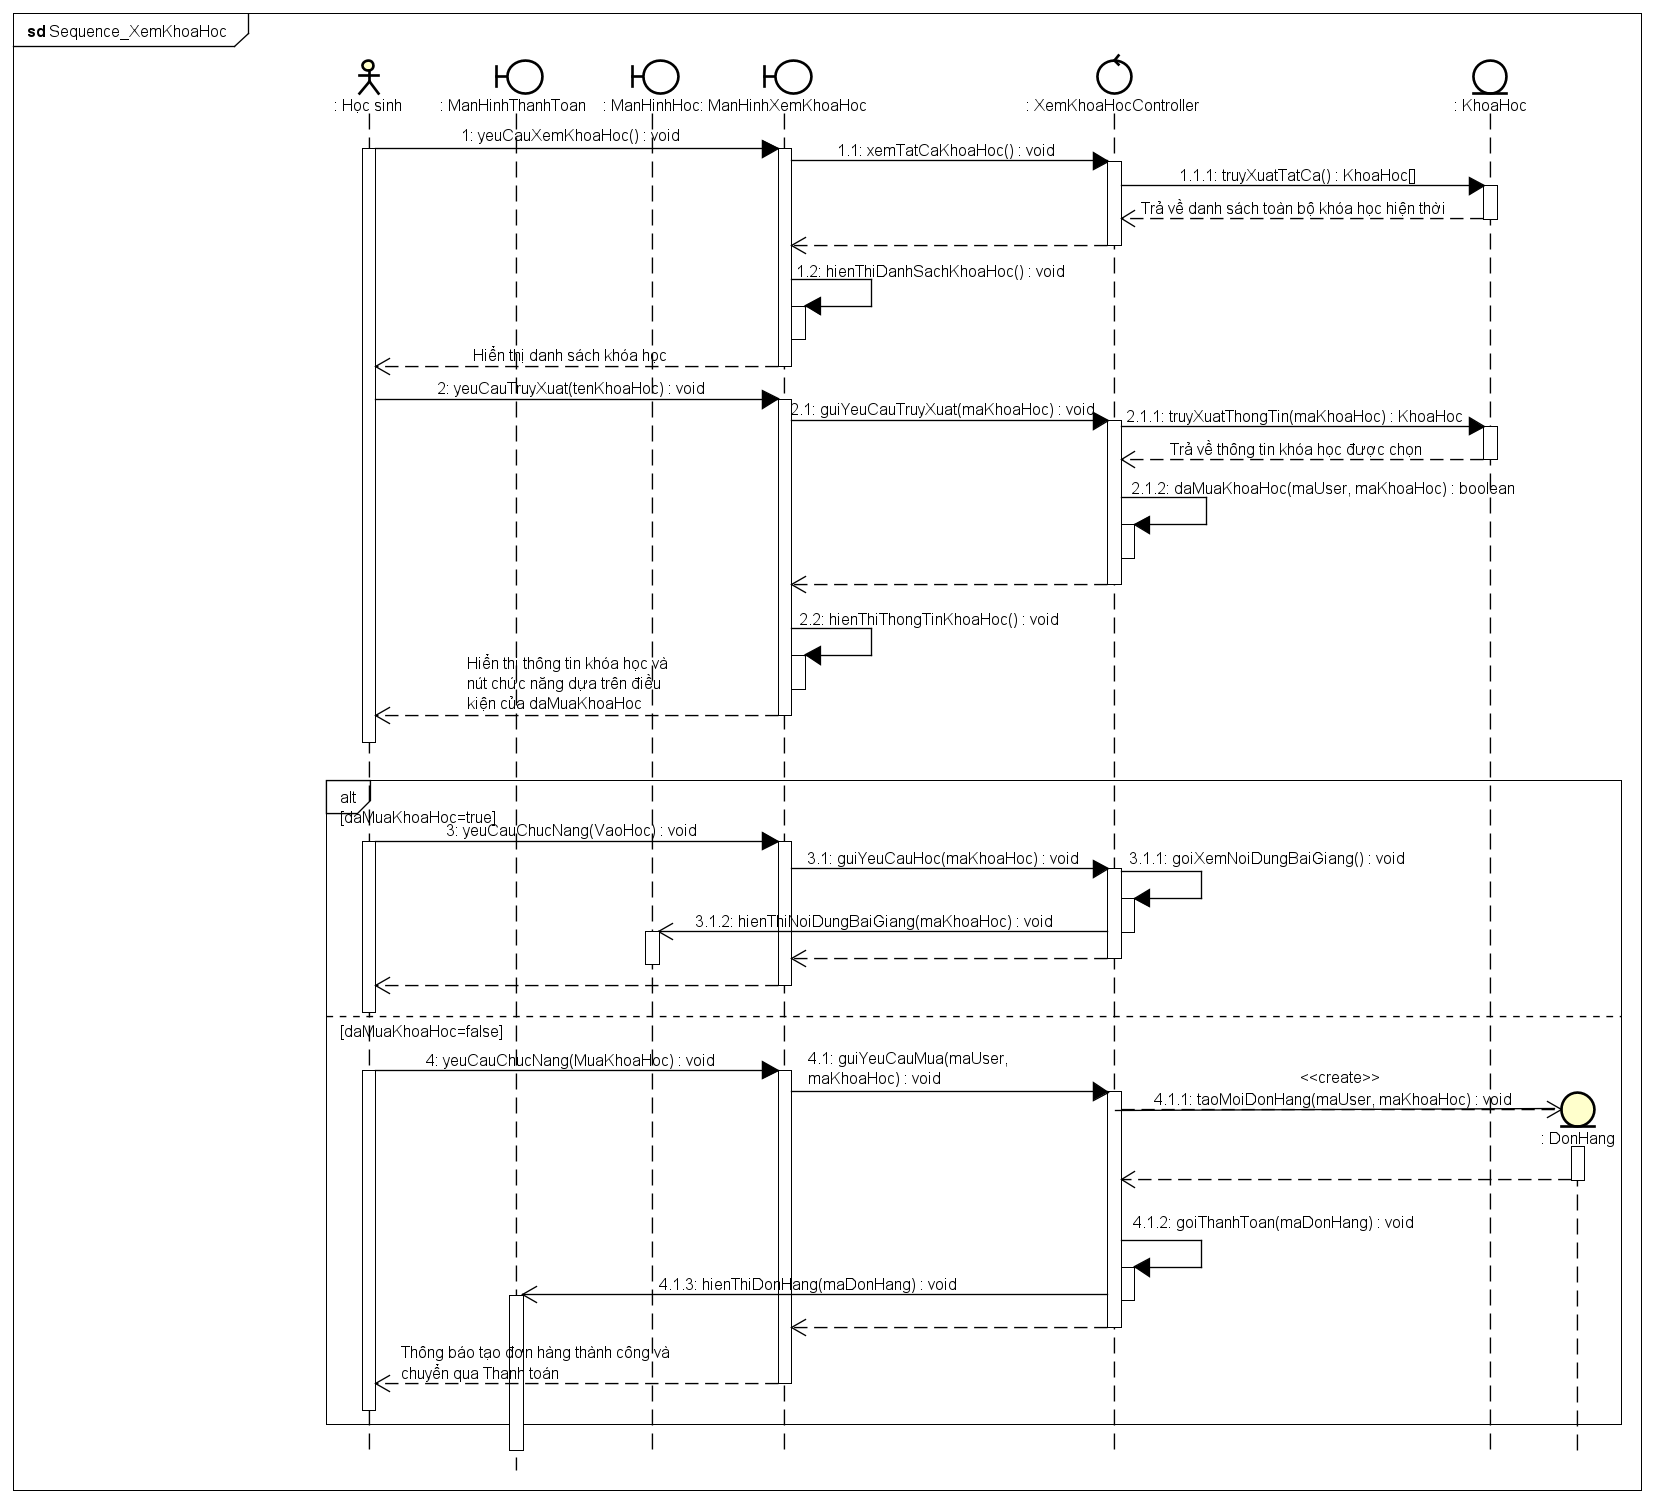 sd Sequence_XemKhoaHoc
: Học sinh
: ManHinhThanhToan
: ManHinhHoc
: ManHinhXemKhoaHoc
: XemKhoaHocController
: KhoaHoc
1: yeuCauXemKhoaHoc() : void
1.1: xemTatCaKhoaHoc() : void
1.1.1: truyXuatTatCa() : KhoaHoc[]
Trả về danh sách toàn bộ khóa học hiện thời
1.2: hienThiDanhSachKhoaHoc() : void
Hiển thị danh sách khóa học
2: yeuCauTruyXuat(tenKhoaHoc) : void
2.1: guiYeuCauTruyXuat(maKhoaHoc) : void
2.1.1: truyXuatThongTin(maKhoaHoc) : KhoaHoc
Trả về thông tin khóa học được chọn
2.1.2: daMuaKhoaHoc(maUser, maKhoaHoc) : boolean
2.2: hienThiThongTinKhoaHoc() : void
Hiển thị thông tin khóa học và
nút chức năng dựa trên điều
kiện của daMuaKhoaHoc
alt
[daMuaKhoaHoc=true]
3: yeuCauChucNang(VaoHoc) : void
3.1: guiYeuCauHoc(maKhoaHoc) : void
3.1.1: goiXemNoiDungBaiGiang() : void
3.1.2: hienThiNoiDungBaiGiang(maKhoaHoc) : void
[daMuaKhoaHoc=false]
4: yeuCauChucNang(MuaKhoaHoc) : void
4.1: guiYeuCauMua(maUser,
maKhoaHoc) : void
<<create>>
4.1.1: taoMoiDonHang(maUser, maKhoaHoc) : void
: DonHang
4.1.2: goiThanhToan(maDonHang) : void
4.1.3: hienThiDonHang(maDonHang) : void
Thông báo tạo đơn hàng thành công và
chuyển qua Thanh toán